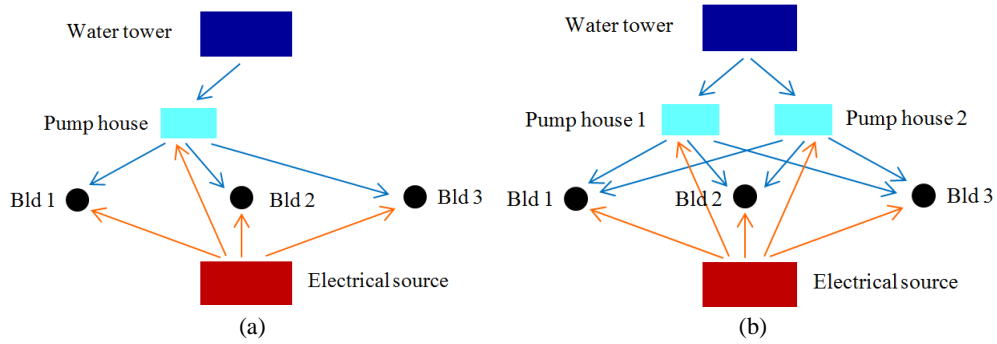 Water tower
Pump house
Bld 1
Bld 2
Bld 3
Electrical source
(a)
Water tower
Pump house 1
Pump house 2
Bld 1
Bld 2
Bld 3
Electrical source
(b)